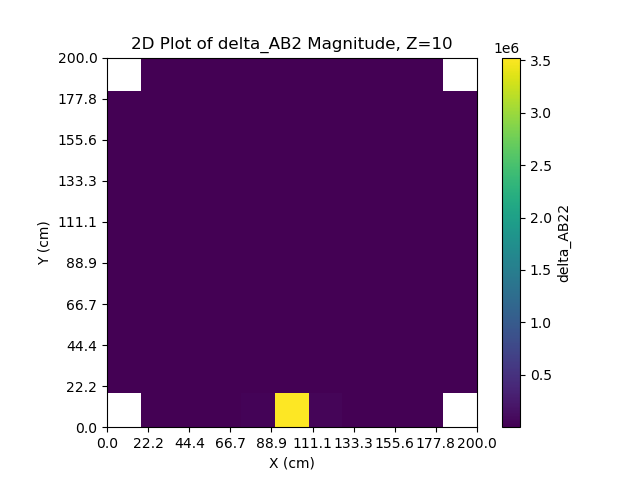 2D Plot of delta_AB2 Magnitude, Z=10
1e6
200.0
177.8
155.6
133.3
111.1
88.9
66.7
44.4
22.2
0.0
Y (cm)
0.0 22.2 44.4 66.7 88.9 111.1 133.3 155.6 177.8 200.0
X (cm)
3.5
3.0
2.5
2.0
1.5
1.0
0.5
delta_AB22